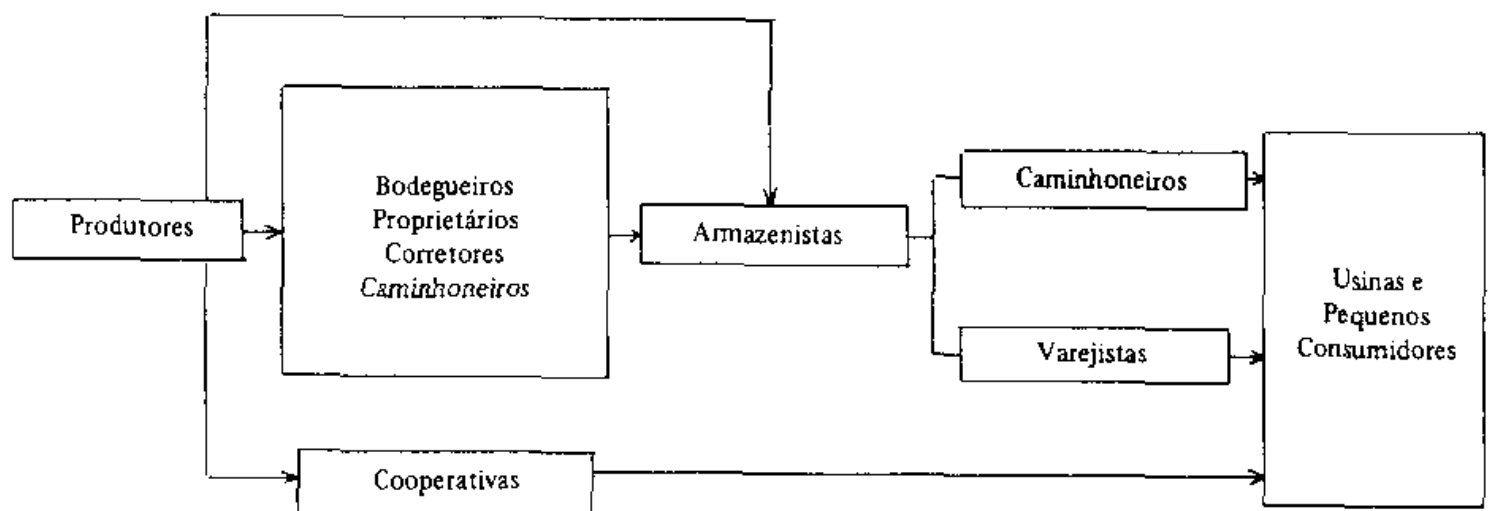 Produtores
Bodegueiros
Proprietários
Corretores
Caminhoneiros
Armazenistas
Caminhoneiros
Varejistas
Cooperativas
Usinas e
Pequenos
Consumidores